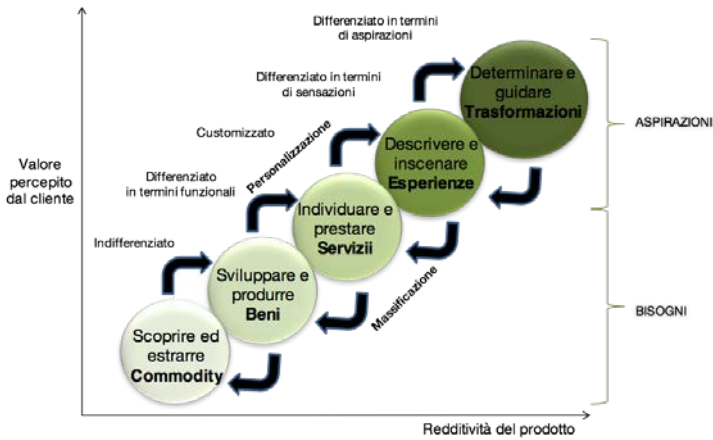 Differenziato in termini
di aspirazioni
Determinare e
guidare
Trasformazioni
ASPIRAZIONI
Differenziato in termini
di sensazioni
Customizzato
Personalizzazione
Descrivere e
inscenare
Esperienze
Valore
percepito
dal cliente
Differenziato
in termini funzionali
Individuare e
prestare
Servizii
Indifferenziato
Sviluppare e
produrre
Beni
Massificazione
BISOGNI
Scoprire ed
estrarre
Commodity
Redditività del prodotto